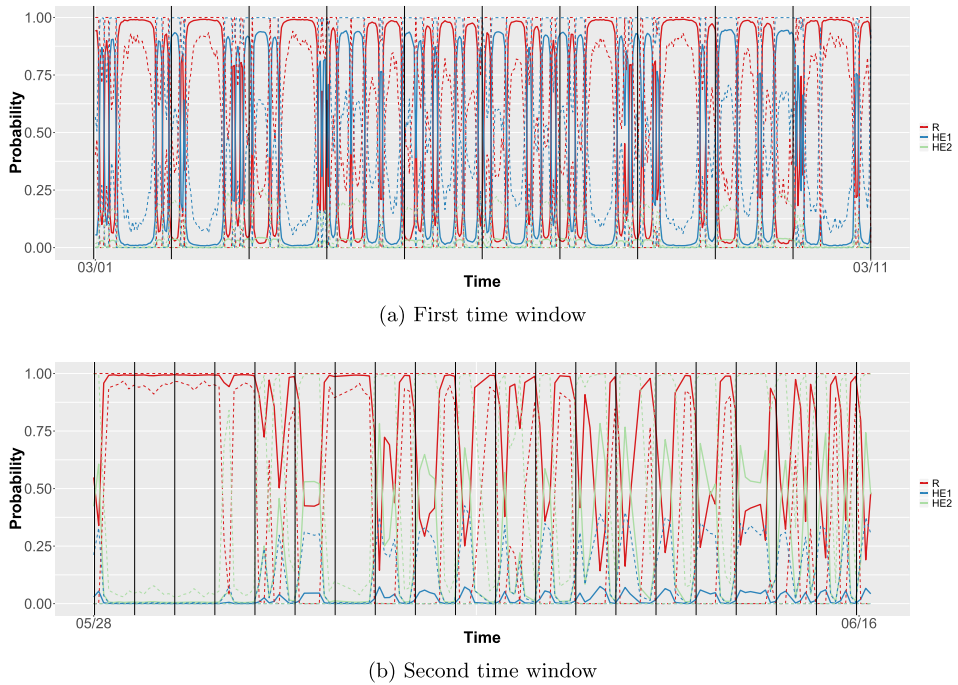 1.00
0.75
0.50
0.25
0.00
Probability
03/01
03/11
Time
R
HE1
HE2
(a) First time window
1.00
0.75
0.50
0.25
0.00
Probability
05/28
06/16
Time
R
HE1
HE2
(b) Second time window